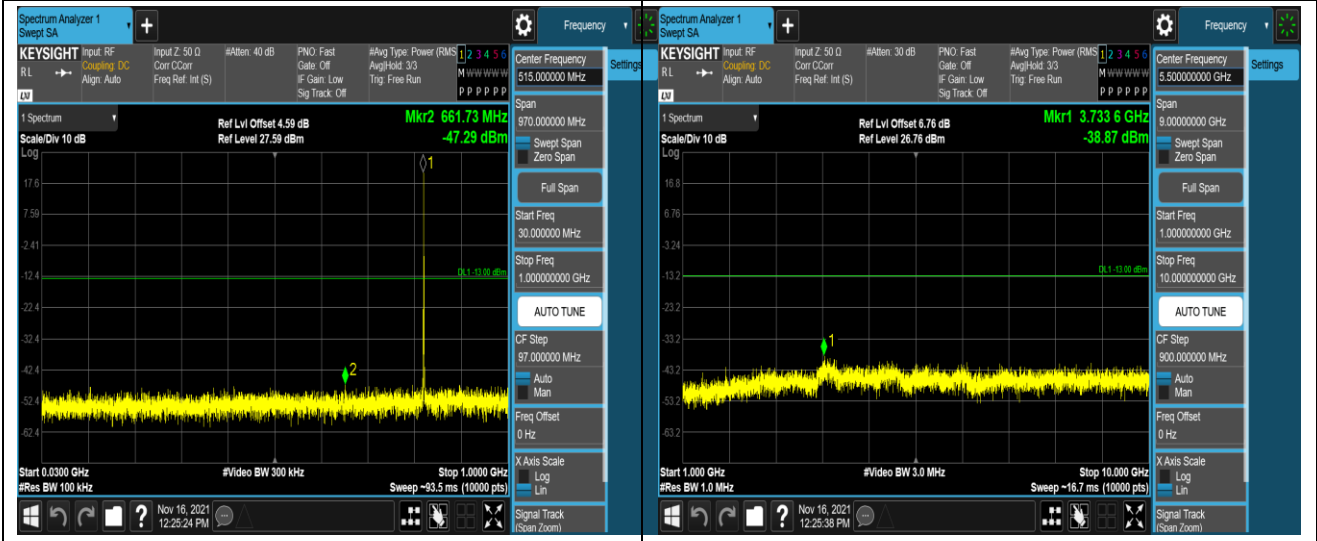 Spectrum Analyzer 1
Swept SA
+
Frequency
KEYSIGHT
RL
LXI
Input: RF
Coupling: DC
Align: Auto
Input Z: 50 Ω
Corr CCorr
Freq Ref: Int (S)
#Atten: 40 dB
PNO: Fast
Gate: Off
IF Gain: Low
Sig Track: Off
#Avg Type: Power (RMS
Avg|Hold: 3/3
Trig: Free Run
1 2 3 4 5 6
M W W W W W
P P P P P P
Center Frequency
515.000000 MHz
Settings
1 Spectrum
Scale/Div 10 dB
Log
Ref Lvl Offset 4.59 dB
Ref Level 27.59 dBm
Mkr2 661.73 MHz
-47.29 dBm
1
17.6
7.59
-2.41
-12.4
DL1 -13.00 dBm
-22.4
-32.4
-42.4
2
-52.4
-62.4
Start 0.0300 GHz
#Res BW 100 kHz
#Video BW 300 kHz
Stop 1.0000 GHz
Sweep ~93.5 ms (10000 pts)
Span
970.000000 MHz
Swept Span
Zero Span
Full Span
Start Freq
30.000000 MHz
Stop Freq
1.000000000 GHz
AUTO TUNE
CF Step
97.000000 MHz
Auto
Man
Freq Offset
0 Hz
X Axis Scale
Log
Lin
Signal Track
(Span Zoom)
?
Nov 16, 2021
12:25:24 PM
Spectrum Analyzer 1
Swept SA
+
Frequency
KEYSIGHT
RL
LXI
Input: RF
Coupling: DC
Align: Auto
Input Z: 50 Ω
Corr CCorr
Freq Ref: Int (S)
#Atten: 30 dB
PNO: Fast
Gate: Off
IF Gain: Low
Sig Track: Off
#Avg Type: Power (RMS
Avg|Hold: 3/3
Trig: Free Run
1 2 3 4 5 6
M W W W W W
P P P P P P
Center Frequency
5.500000000 GHz
Settings
1 Spectrum
Scale/Div 10 dB
Log
Ref Lvl Offset 6.76 dB
Ref Level 26.76 dBm
Mkr1 3.733 6 GHz
-38.87 dBm
16.8
6.76
-3.24
-13.2
DL1 -13.00 dBm
-23.2
-33.2
1
-43.2
-53.2
-63.2
Start 1.000 GHz
#Res BW 1.0 MHz
#Video BW 3.0 MHz
Stop 10.000 GHz
Sweep ~16.7 ms (10000 pts)
Span
9.00000000 GHz
Swept Span
Zero Span
Full Span
Start Freq
1.000000000 GHz
Stop Freq
10.000000000 GHz
AUTO TUNE
CF Step
900.000000 MHz
Auto
Man
Freq Offset
0 Hz
X Axis Scale
Log
Lin
Signal Track
(Span Zoom)
?
Nov 16, 2021
12:25:38 PM